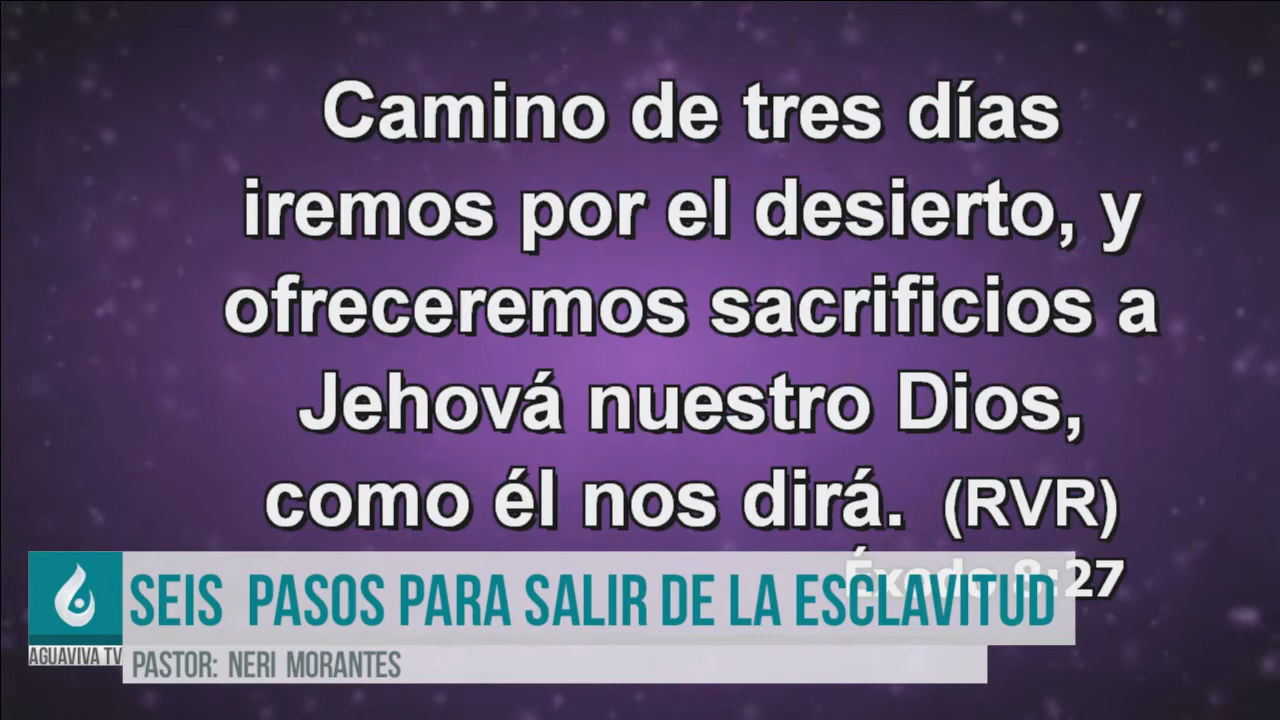 Camino de tres días
iremos por el desierto, y
ofreceremos sacrificios a
Jehová nuestro Dios,
como él nos dirá. (RVR)
Éxodo 8:27
SEIS PASOS PARA SALIR DE LA ESCLAVITUD
AGUAVIVA TV
PASTOR: NERI MORANTES